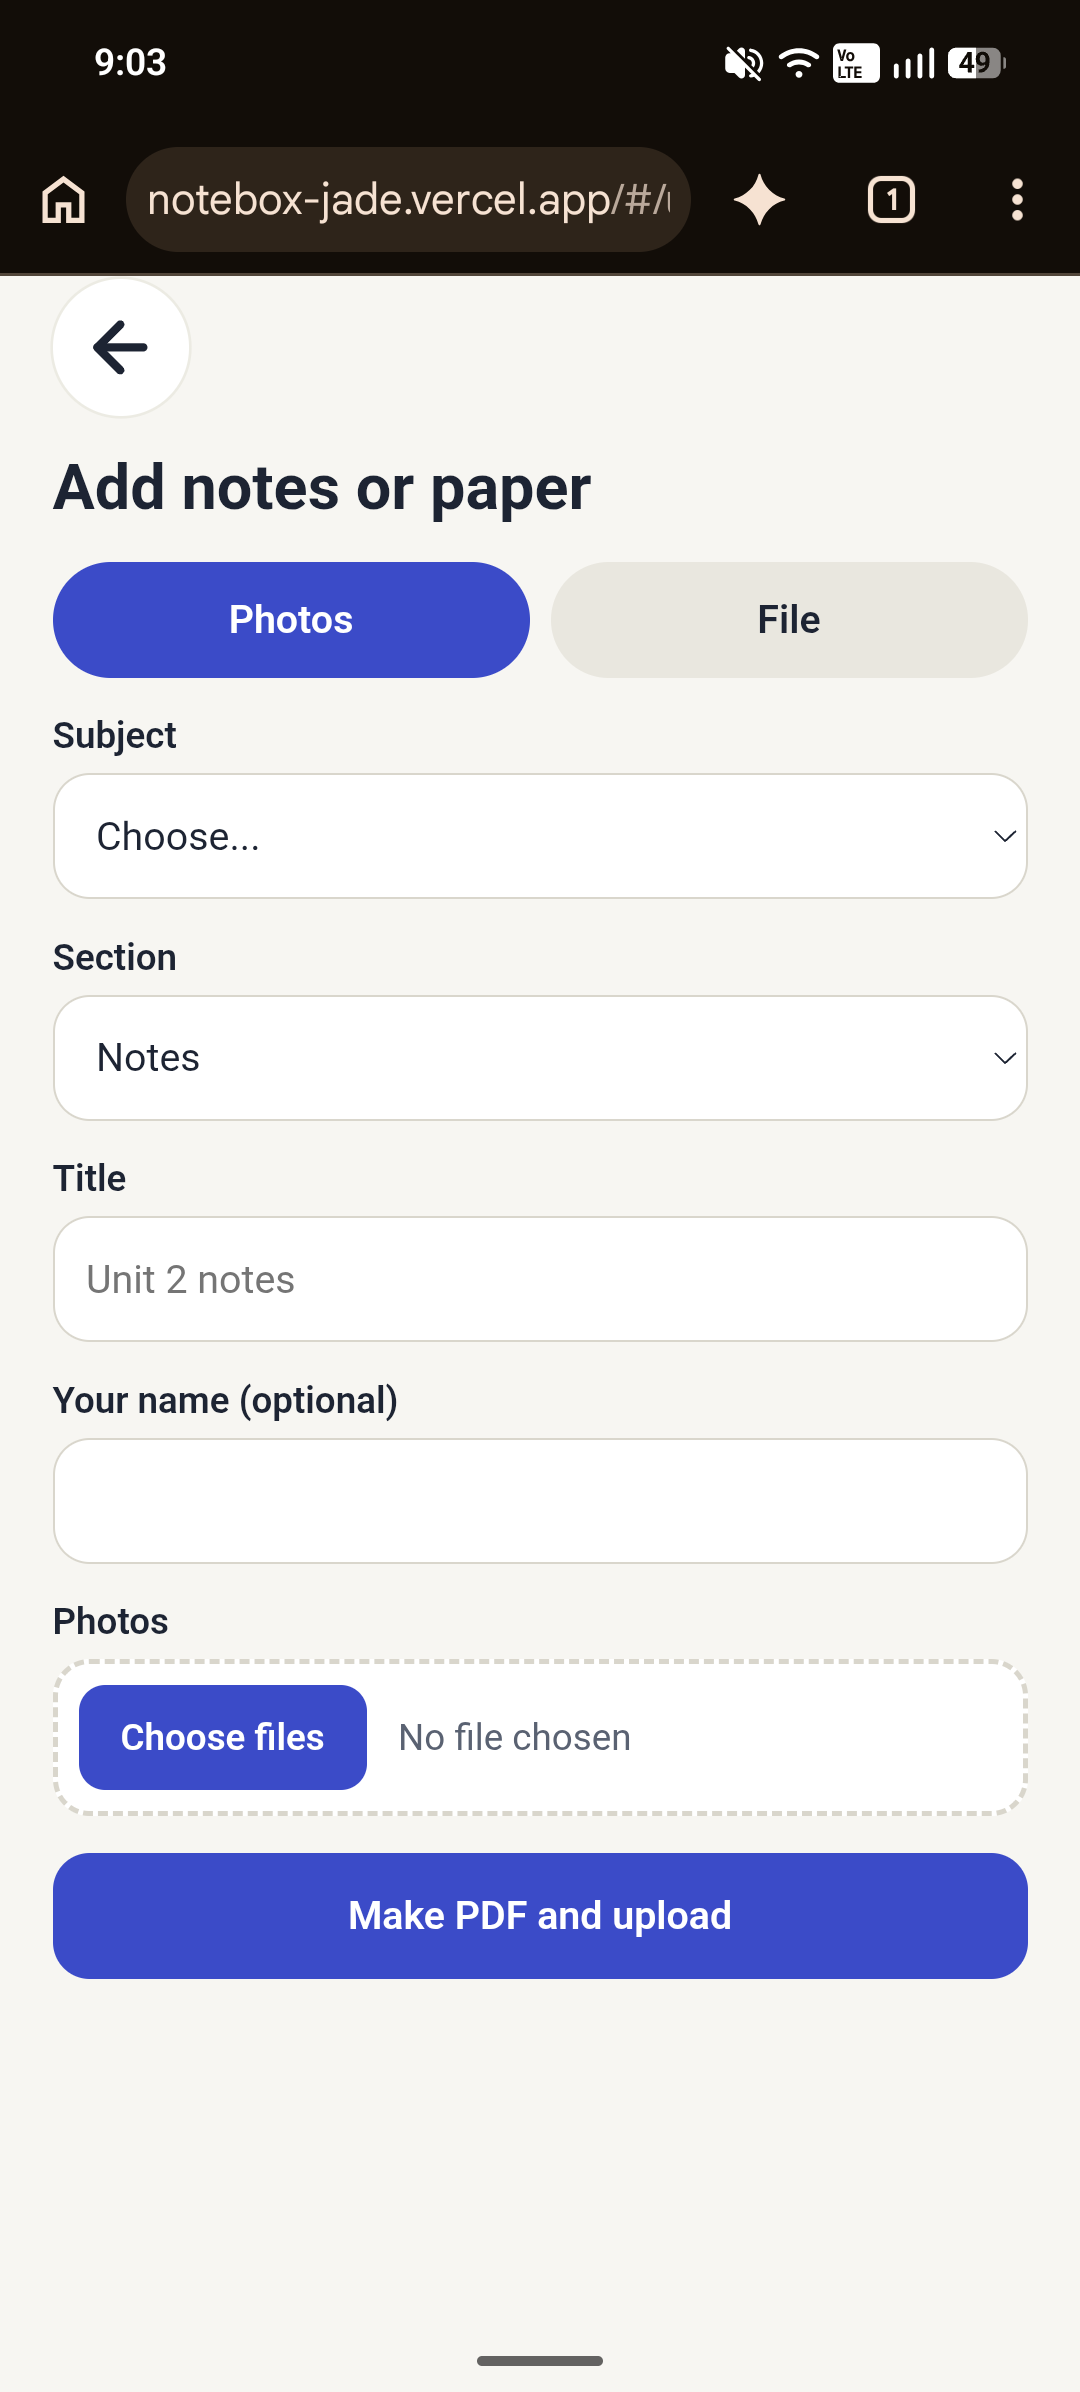 9:03
Vo LTE
49
notebox-jade.vercel.app/#/
1
Add notes or paper
Photos
File
Subject
Choose...
Section
Notes
Title
Unit 2 notes
Your name (optional)
Photos
Choose files
No file chosen
Make PDF and upload